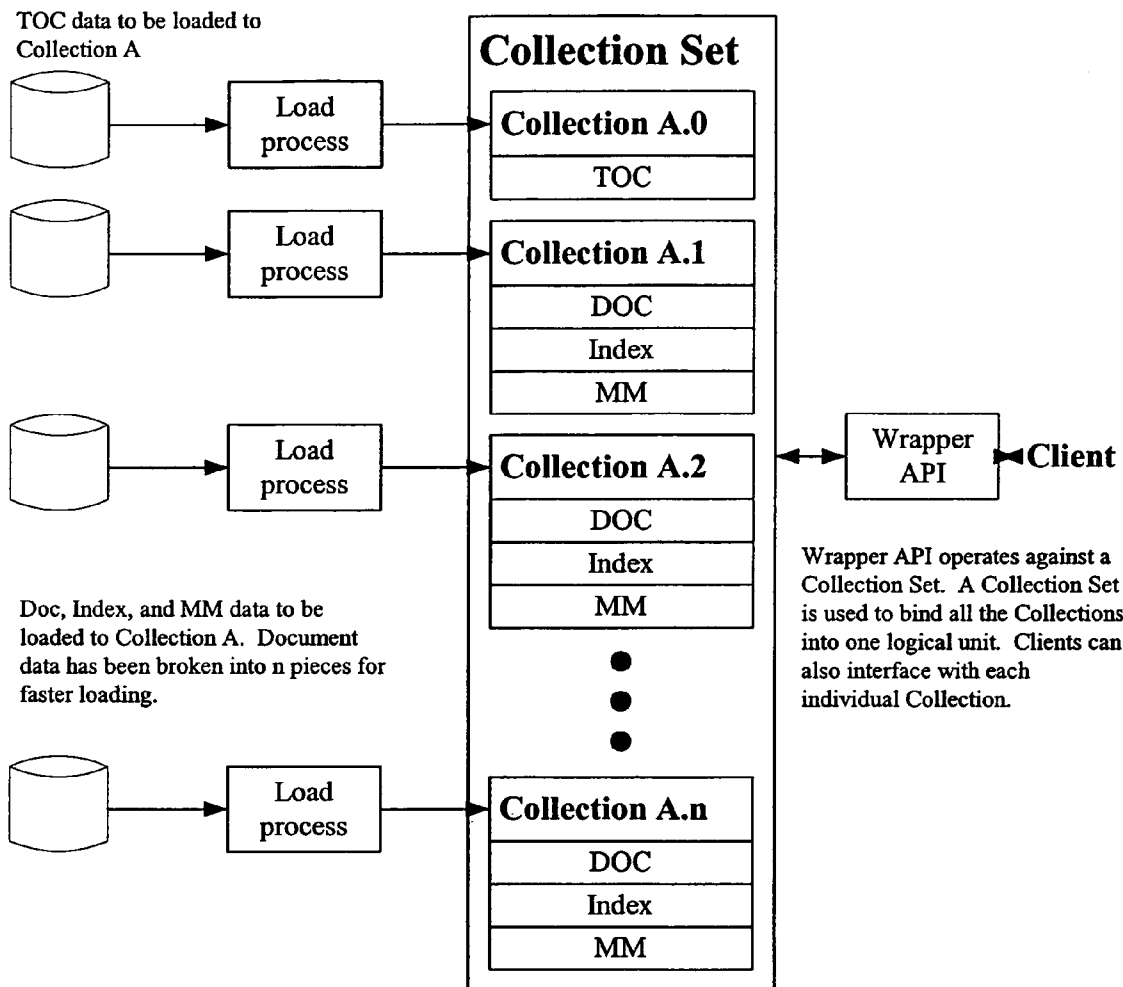 TOC data to be loaded to
Collection A
Collection Set
Load
process
Collection A.0
TOC
Load
process
Collection A.1
DOC
Index
MM
Load
process
Collection A.2
DOC
Index
MM
Wrapper
API
Client
Wrapper API operates against a
Collection Set. A Collection Set
is used to bind all the Collections
into one logical unit. Clients can
also interface with each
individual Collection.
Doc, Index, and MM data to be
loaded to Collection A. Document
data has been broken into n pieces for
faster loading.
Load
process
Collection A.n
DOC
Index
MM